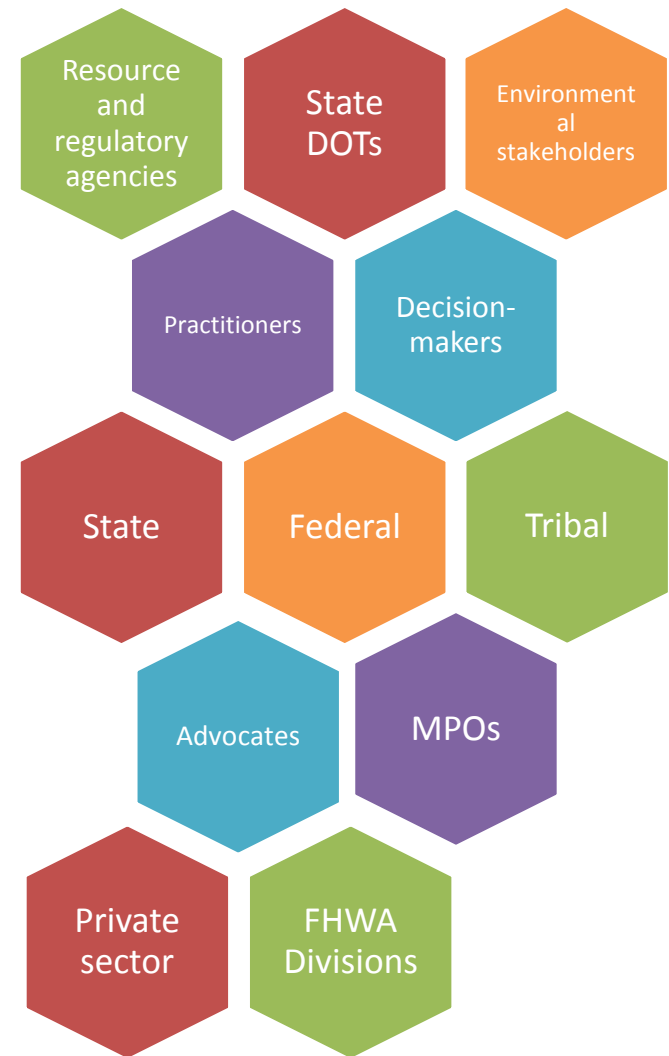 Resource
and
regulatory
agencies
State
DOTs
Environment
al
stakeholders
Practitioners
Decision-
makers
State
Federal
Tribal
Advocates
MPOs
Private
sector
FHWA
Divisions